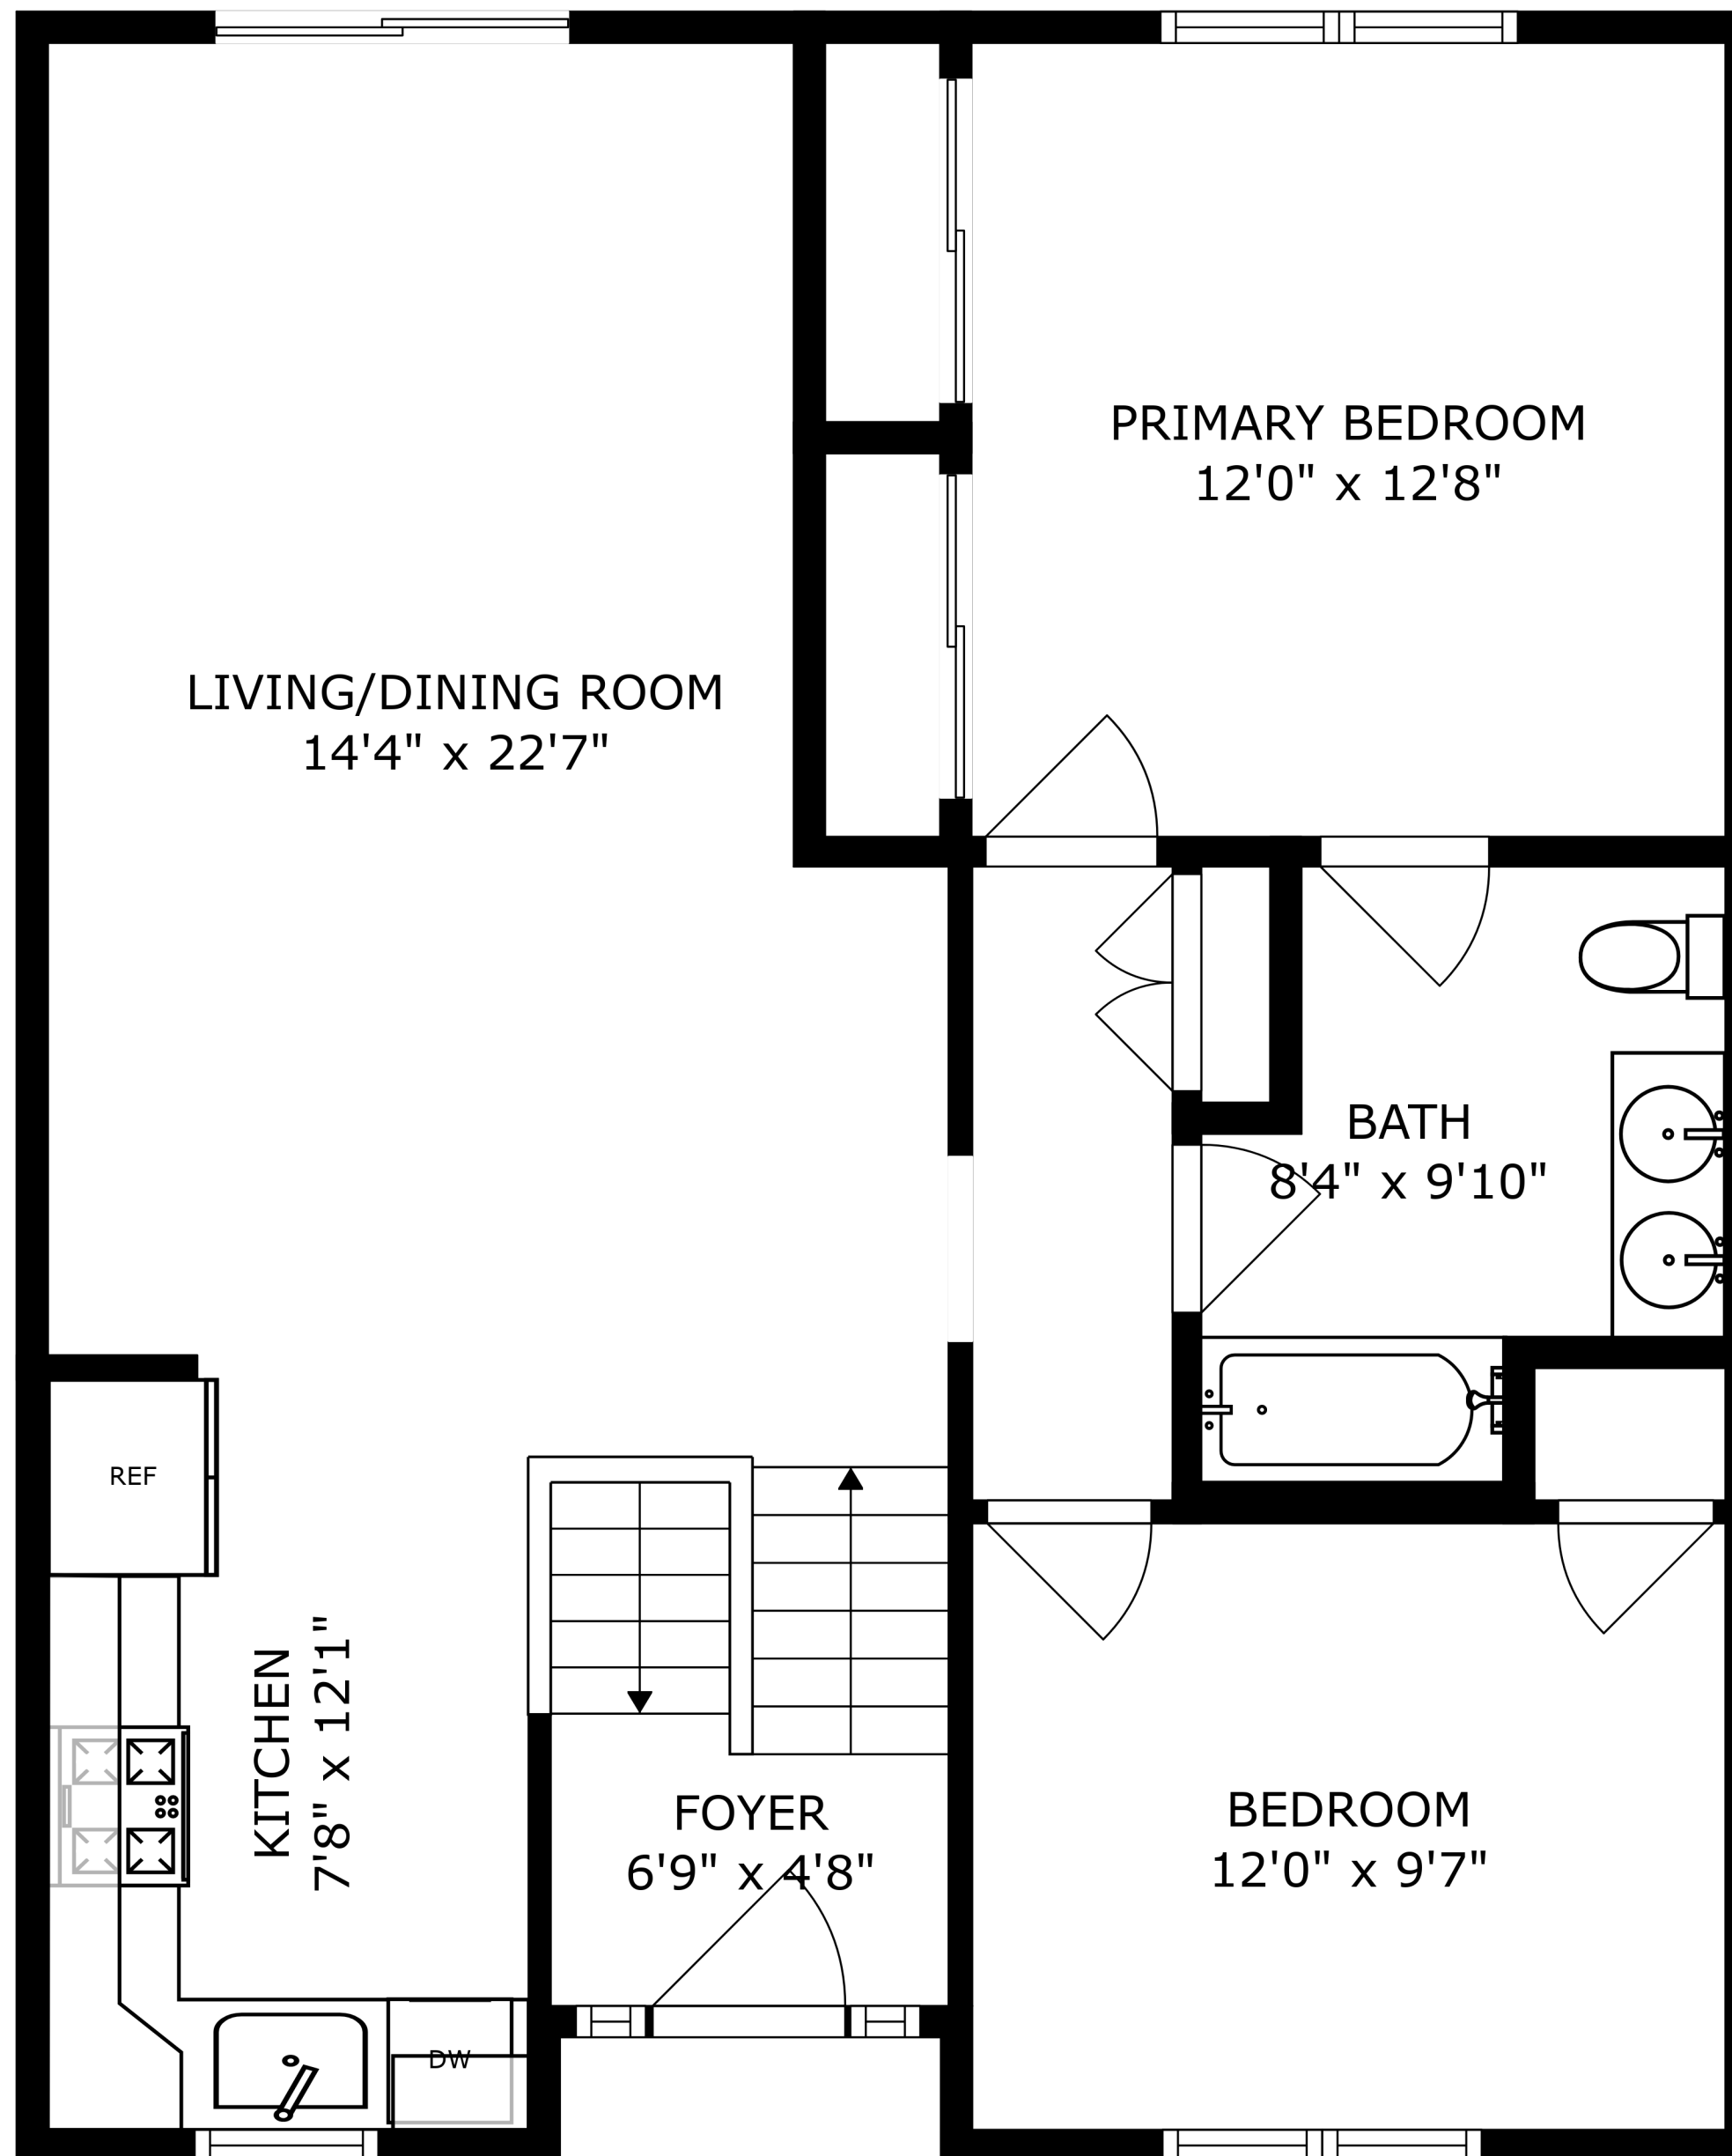 PRIMARY BEDROOM
12'0" x 12'8"
LIVING/DINING ROOM
14'4" x 22'7"
BATH
8'4" x 9'10"
REF
KITCHEN
7'8" x 12'1"
FOYER
6'9" x 4'8"
BEDROOM
12'0" x 9'7"
DW